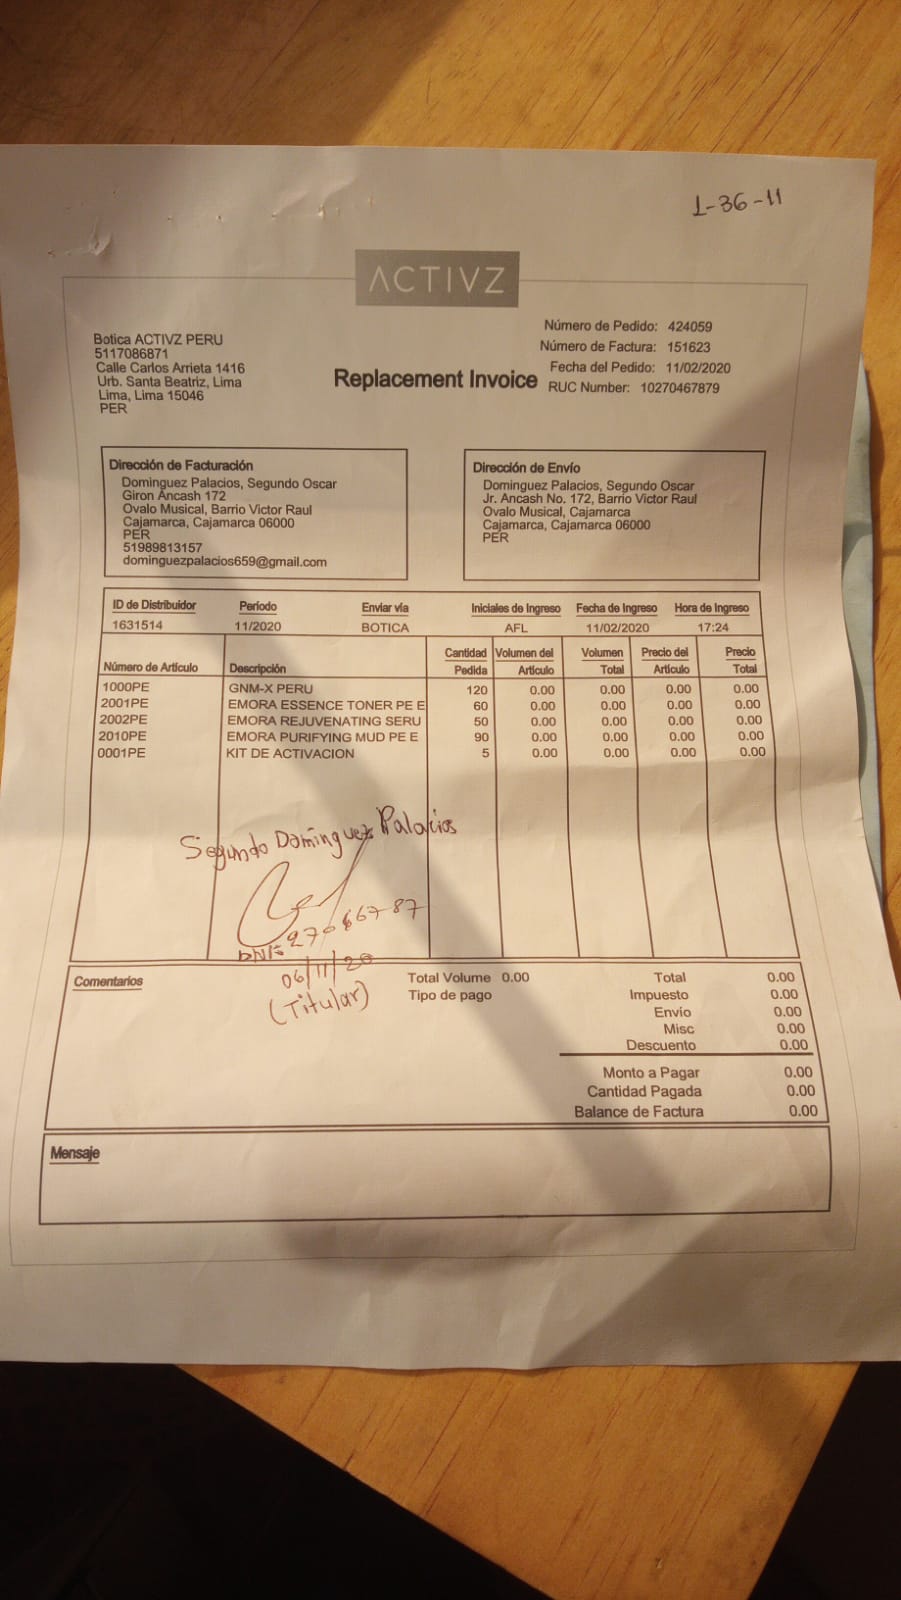 1-36-11
ACTIVZ
Botica ACTIVZ PERU
5117086871
Calle Carlos Arrieta 1416
Urb. Santa Beatriz, Lima
Lima, Lima 15046
PER
Replacement Invoice
Número de Pedido: 424059
Número de Factura: 151623
Fecha del Pedido: 11/02/2020
RUC Number: 10270467879
Dirección de Facturación
Dominguez Palacios, Segundo Oscar
Giron Ancash 172
Ovalo Musical, Barrio Victor Raul
Cajamarca, Cajamarca 06000
PER
51989813157
dominguezpalacios659@gmail.com
Dirección de Envío
Dominguez Palacios, Segundo Oscar
Jr. Ancash No. 172, Barrio Victor Raul
Ovalo Musical, Cajamarca
Cajamarca, Cajamarca 06000
PER
ID de Distribuidor Periodo Enviar vía Iniciales de Ingreso Fecha de Ingreso Hora de Ingreso
1631514 11/2020 BOTICA AFL 11/02/2020 17:24
Número de Artículo Descripción Cantidad Pedida Volumen del Artículo Volumen Total Precio del Artículo Precio Total
1000PE GNM-X PERU 120 0.00 0.00 0.00 0.00
2001PE EMORA ESSENCE TONER PE E 60 0.00 0.00 0.00 0.00
2002PE EMORA REJUVENATING SERU 50 0.00 0.00 0.00 0.00
2010PE EMORA PURIFYING MUD PE E 90 0.00 0.00 0.00 0.00
0001PE KIT DE ACTIVACION 5 0.00 0.00 0.00 0.00
Segundo Dominguez Palacios
DNI:
06/11/20
(Titular)
Comentarios
Total Volume 0.00
Tipo de pago
Total 0.00
Impuesto 0.00
Envío 0.00
Misc 0.00
Descuento 0.00
Monto a Pagar 0.00
Cantidad Pagada 0.00
Balance de Factura 0.00
Mensaje